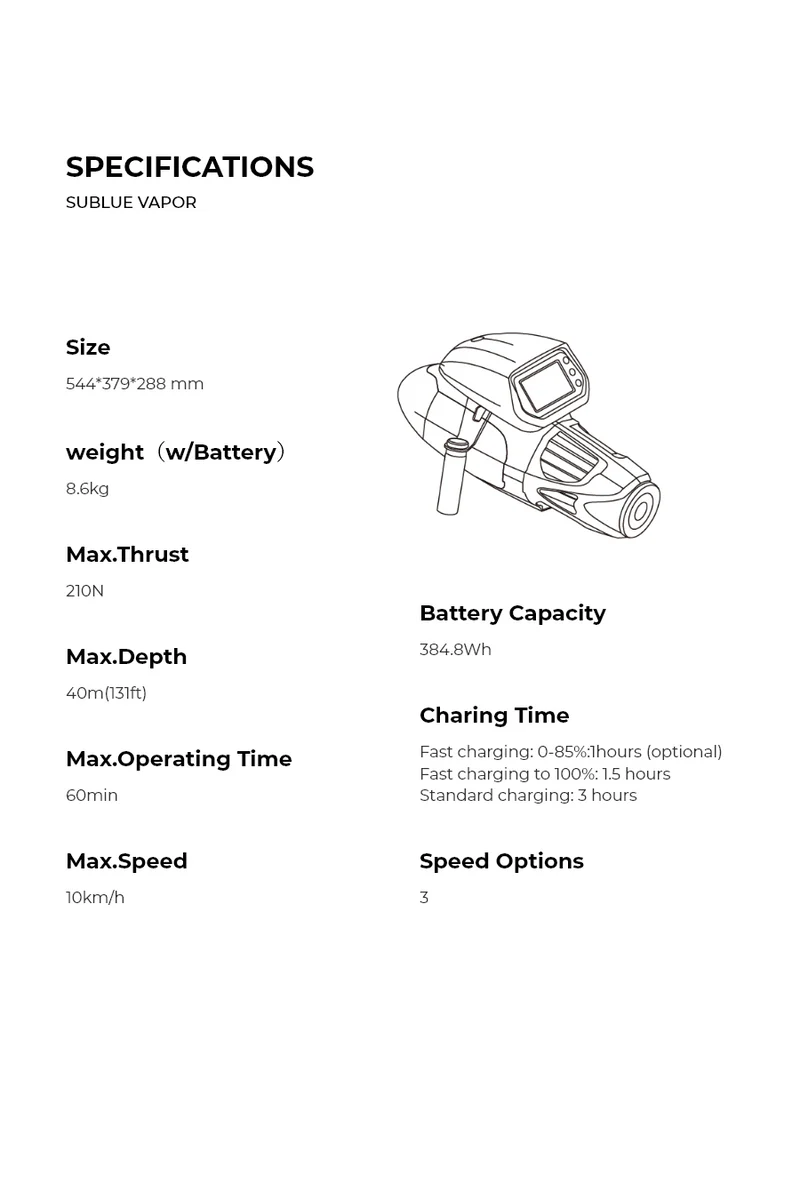 SPECIFICATIONS
SUBLUE VAPOR
Size
544*379*288 mm
weight（w/Battery）
8.6kg
Max.Thrust
210N
Max.Depth
40m(131ft)
Max.Operating Time
60min
Max.Speed
10km/h
Battery Capacity
384.8Wh
Charing Time
Fast charging: 0-85%:1hours (optional)
Fast charging to 100%: 1.5 hours
Standard charging: 3 hours
Speed Options
3